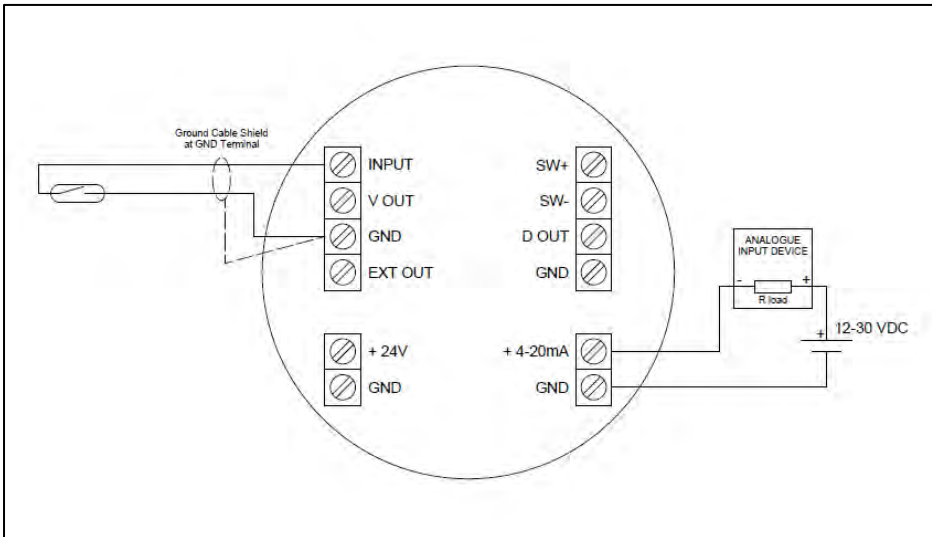 Ground Cable Shield
at GND Terminal
INPUT
V OUT
GND
EXT OUT
+ 24V
GND
SW+
SW-
D OUT
GND
+ 4-20mA
GND
ANALOGUE
INPUT DEVICE
- +
R load
+
12-30 VDC